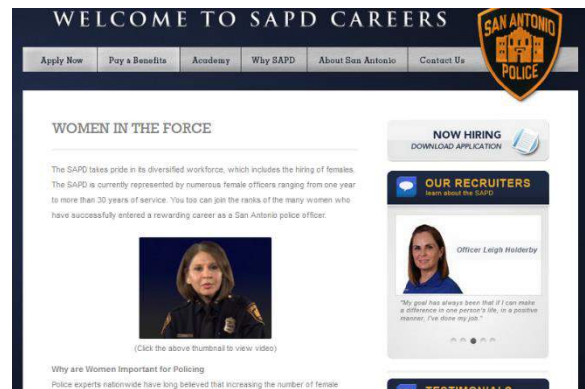 WELCOME TO SAPD CAREERS
SAN ANTONIO
POLICE
Apply Now
Pay & Benefits
Academy
Why SAPD
About San Antonio
Contact Us
WOMEN IN THE FORCE
The SAPD takes pride in its diversified workforce, which includes the hiring of females.
The SAPD is currently represented by numerous female officers ranging from one year
to more than 30 years of service. You too can join the ranks of the many women who
have successfully entered a rewarding career as a San Antonio police officer.
(Click the above thumbnail to view video)
Why are Women Important for Policing
Police experts nationwide have long believed that increasing the number of female
NOW HIRING
DOWNLOAD APPLICATION
OUR RECRUITERS
learn about the SAPD
Officer Leigh Holderby
"My goal has always been that if I can make
a difference in one person's life, in a positive
manner, I've done my job."
TESTIMONIALS